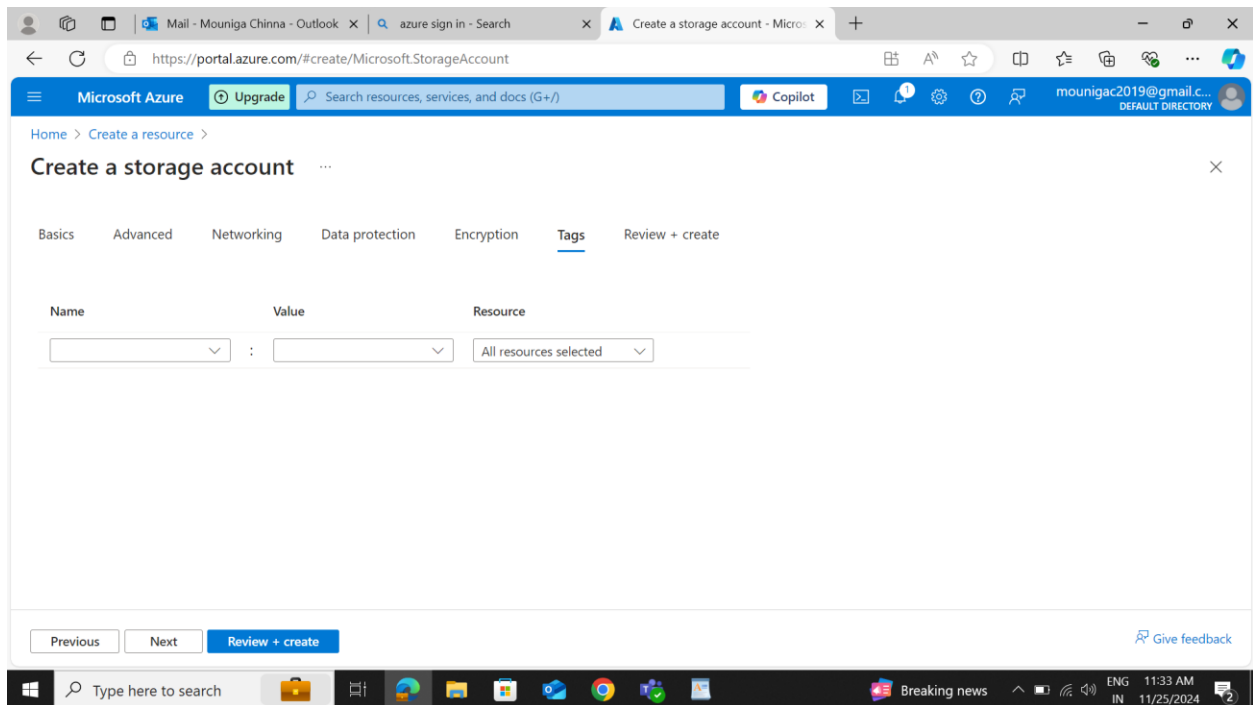 Mail - Mouniga Chinna - Outlook
azure sign in - Search
Create a storage account - Micros
https://portal.azure.com/#create/Microsoft.StorageAccount
Microsoft Azure
Upgrade
Search resources, services, and docs (G+/)
Copilot
1
mounigac2019@gmail.c...
DEFAULT DIRECTORY
Home > Create a resource >
Create a storage account ...
Basics
Advanced
Networking
Data protection
Encryption
Tags
Review + create
Name
Value
Resource
:
All resources selected
Previous
Next
Review + create
Give feedback
Type here to search
Breaking news
ENG
IN
11:33 AM
11/25/2024
2